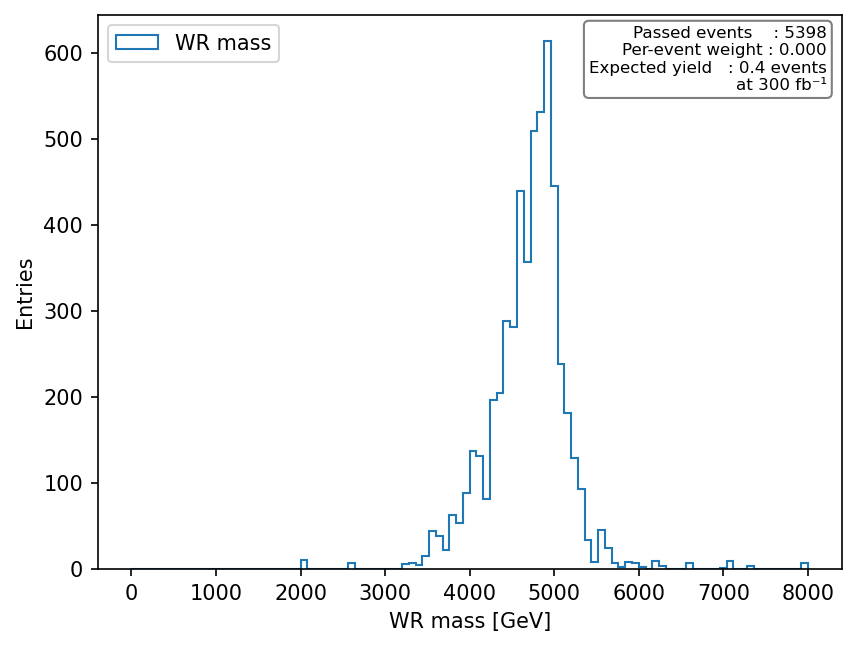 WR mass
Passed events    : 5398
Per-event weight : 0.000
Expected yield   : 0.4 events
at 300 fb⁻¹
Entries
600
500
400
300
200
100
0
0 1000 2000 3000 4000 5000 6000 7000 8000
WR mass [GeV]